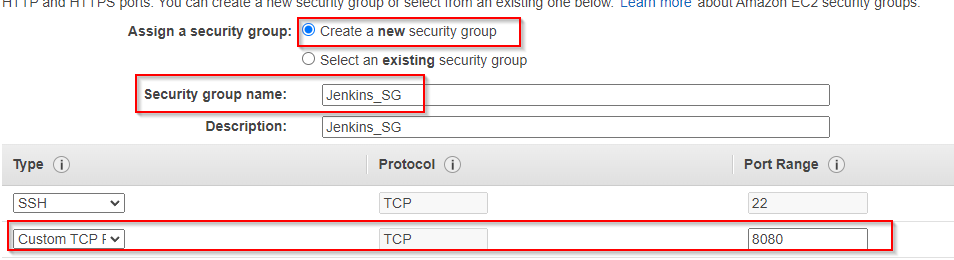 HTTP and HTTPS ports. You can create a new security group or select from an existing one below. Learn more about Amazon EC2 security groups.
Assign a security group: Create a new security group
Select an existing security group
Security group name: Jenkins_SG
Description: Jenkins_SG
Type i Protocol i Port Range i
SSH TCP 22
Custom TCP F TCP 8080